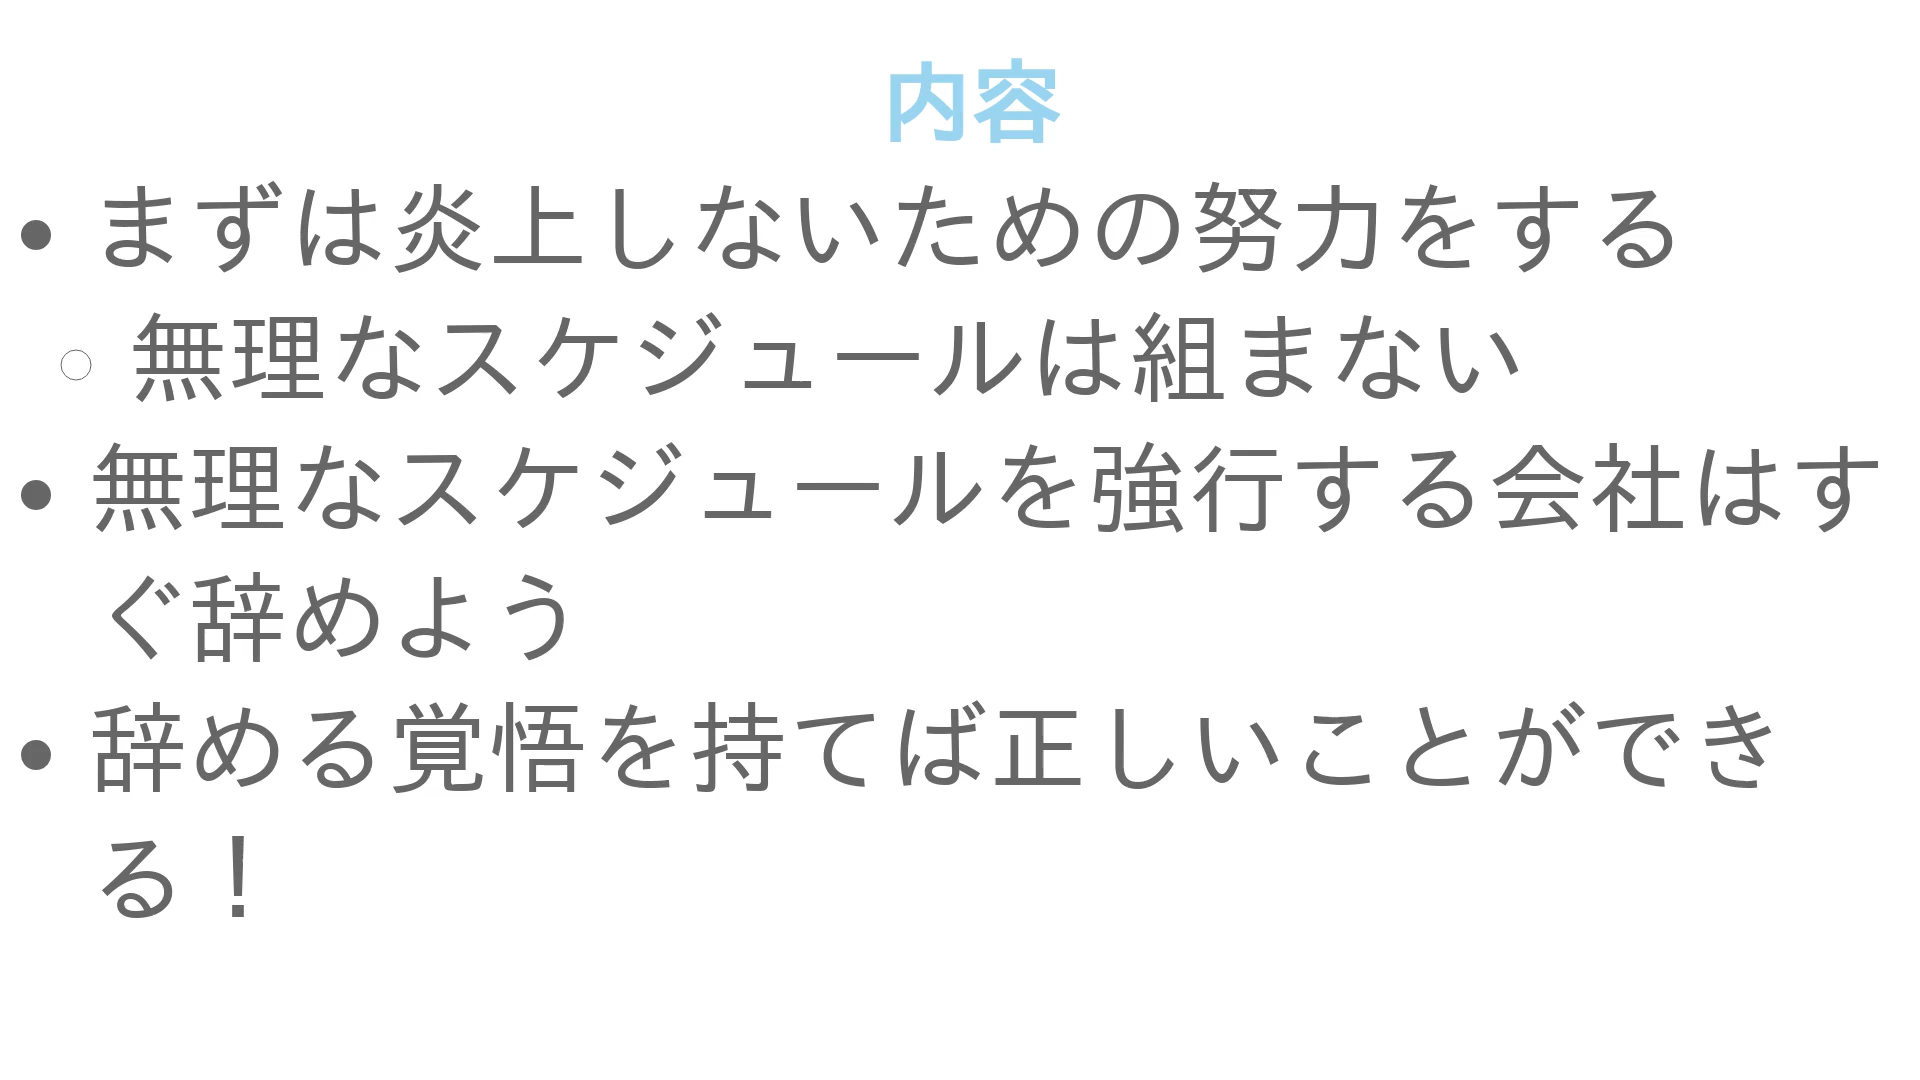 内容
• まずは炎上しないための努力をする
○ 無理なスケジュールは組まない
• 無理なスケジュールを強行する会社はす
ぐ辞めよう
• 辞める覚悟を持てば正しいことができ
る！